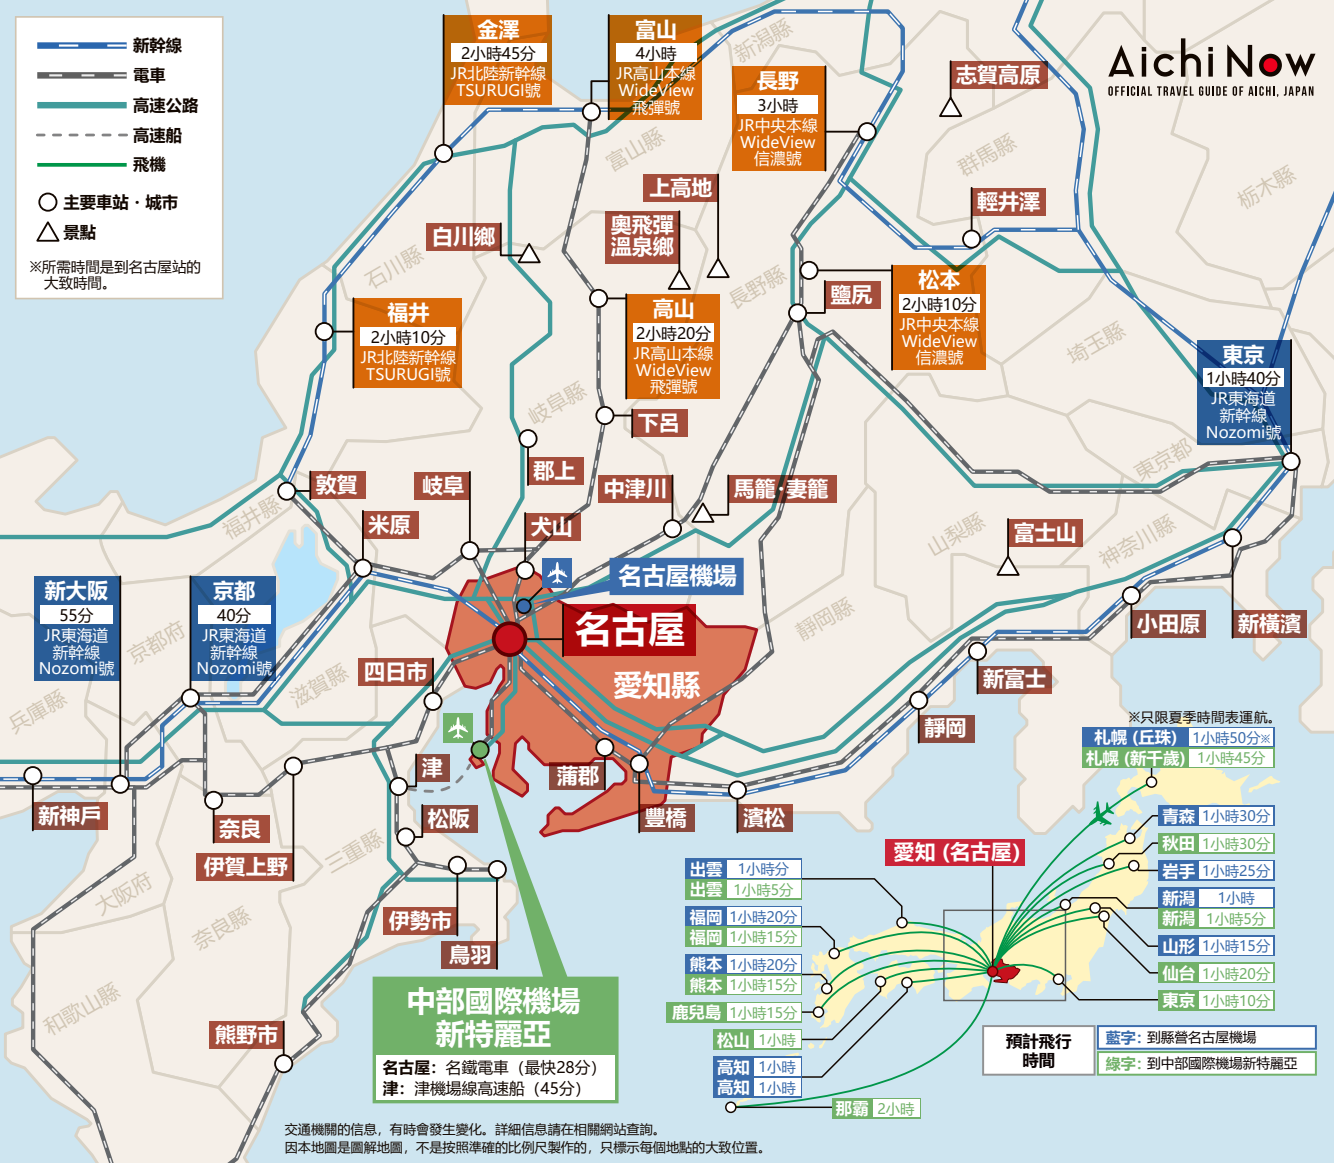 新幹線
電車
高速公路
高速船
飛機
主要車站・城市
景點
※所需時間是到名古屋站的
大致時間。
金澤
2小時45分
JR北陸新幹線
TSURUGI號
富山
4小時
JR高山本線
WideView
飛驒號
長野
3小時
JR中央本線
WideView
信濃號
新潟縣
志賀高原
Aichi Now
OFFICIAL TRAVEL GUIDE OF AICHI, JAPAN
富山縣
群馬縣
栃木縣
上高地
輕井澤
白川鄉
奧飛驒
溫泉鄉
石川縣
長野縣
鹽尻
松本
2小時10分
JR中央本線
WideView
信濃號
福井
2小時10分
JR北陸新幹線
TSURUGI號
高山
2小時20分
JR高山本線
WideView
飛驒號
埼玉縣
東京
1小時40分
JR東海道
新幹線
Nozomi號
岐阜縣
下呂
郡上
東京都
敦賀
岐阜
中津川
馬籠·妻籠
福井縣
米原
犬山
山梨縣
富士山
神奈川縣
名古屋機場
新大阪
55分
JR東海道
新幹線
Nozomi號
京都
40分
JR東海道
新幹線
Nozomi號
名古屋
愛知縣
靜岡縣
小田原
新橫濱
京都府
滋賀縣
兵庫縣
四日市
新富士
靜岡
津
蒲郡
豐橋
濱松
新神戶
奈良
伊賀上野
松阪
三重縣
大阪府
奈良縣
伊勢市
鳥羽
和歌山縣
熊野市
中部國際機場
新特麗亞
名古屋：名鐵電車（最快28分）
津：津機場線高速船（45分）
※只限夏季時間表運航。
札幌 (丘珠) 1小時50分※
札幌 (新千歲) 1小時45分
青森 1小時30分
秋田 1小時30分
岩手 1小時25分
新潟 1小時
新潟 1小時5分
山形 1小時15分
仙台 1小時20分
東京 1小時10分
愛知 (名古屋)
出雲 1小時分
出雲 1小時5分
福岡 1小時20分
福岡 1小時15分
熊本 1小時20分
熊本 1小時15分
鹿兒島 1小時15分
松山 1小時
高知 1小時
高知 1小時
那霸 2小時
預計飛行
時間
藍字：到縣營名古屋機場
綠字：到中部國際機場新特麗亞
交通機關的信息，有時會發生變化。詳細信息請在相關網站查詢。
因本地圖是圖解地圖，不是按照準確的比例尺製作的，只標示每個地點的大致位置。